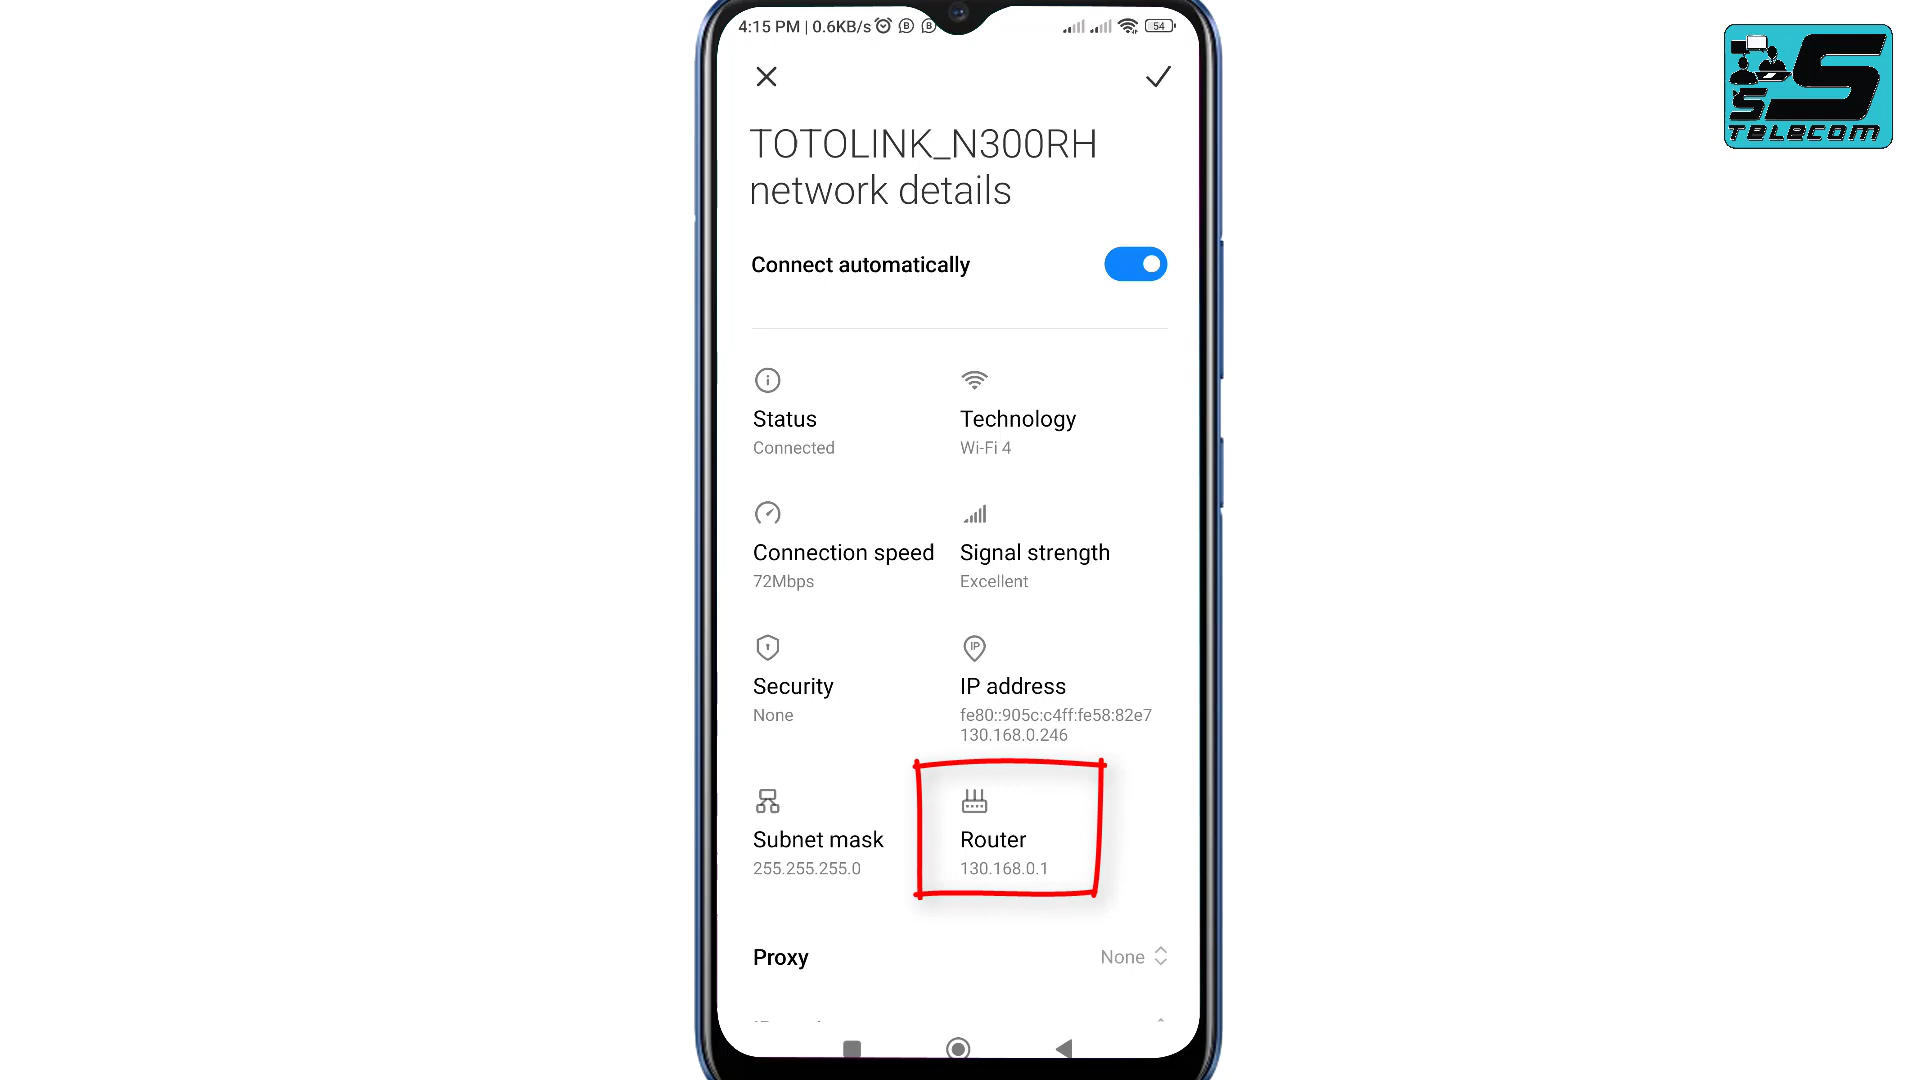 4:15 PM | 0.6KB/s
54
TOTOLINK_N300RH
network details
Connect automatically
Status
Connected
Technology
Wi-Fi 4
Connection speed
72Mbps
Signal strength
Excellent
Security
None
IP
IP address
fe80::905c:c4ff:fe58:82e7
130.168.0.246
Subnet mask
255.255.255.0
Router
130.168.0.1
Proxy
None
S S
TELECOM